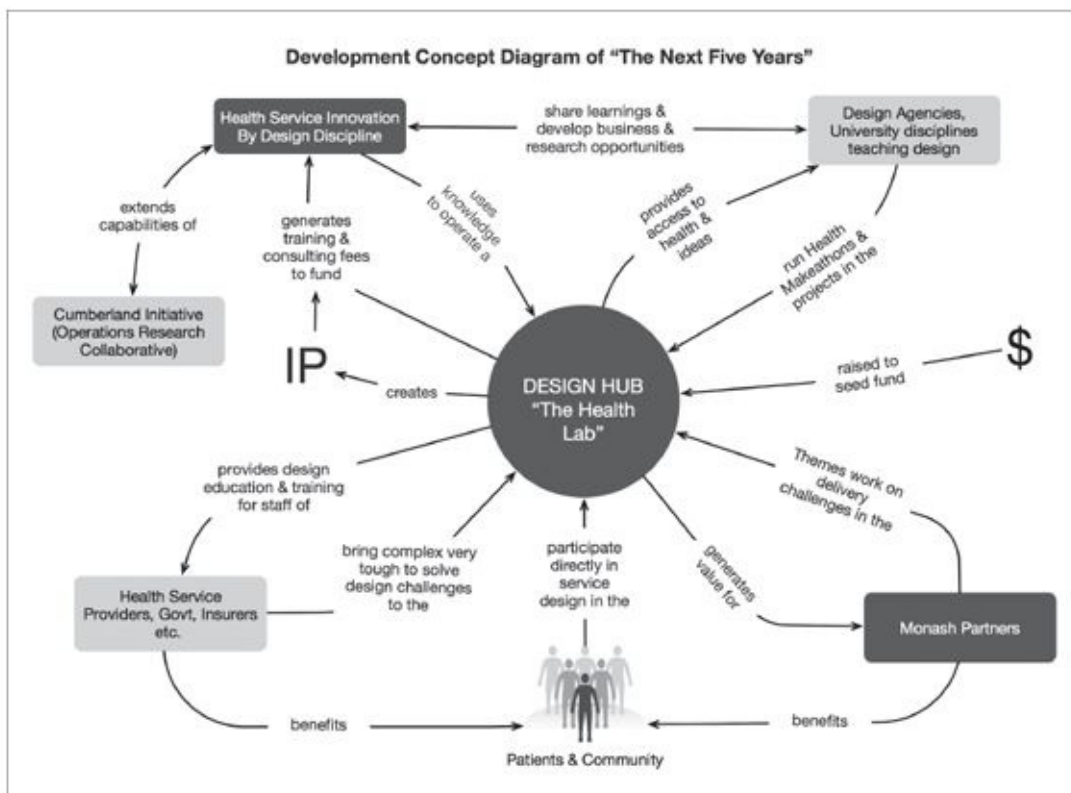 Development Concept Diagram of “The Next Five Years”
Health Service Innovation
By Design Discipline
share learnings &
develop business &
research opportunities
Design Agencies,
University disciplines
teaching design
extends
capabilities of
generates
training &
consulting fees
to fund
uses
knowledge
to operate a
provides
access to
health &
ideas
run Health
Makeathons &
projects in the
Cumberland Initiative
(Operations Research
Collaborative)
IP
creates
DESIGN HUB
“The Health
Lab”
raised to
seed fund
$
provides design
education & training
for staff of
Themes work on
delivery
challenges in the
bring complex very
tough to solve
design challenges
to the
participate
directly in
service
design in the
generates
value for
Health Service
Providers, Govt, Insurers
etc.
Monash Partners
benefits
benefits
Patients & Community